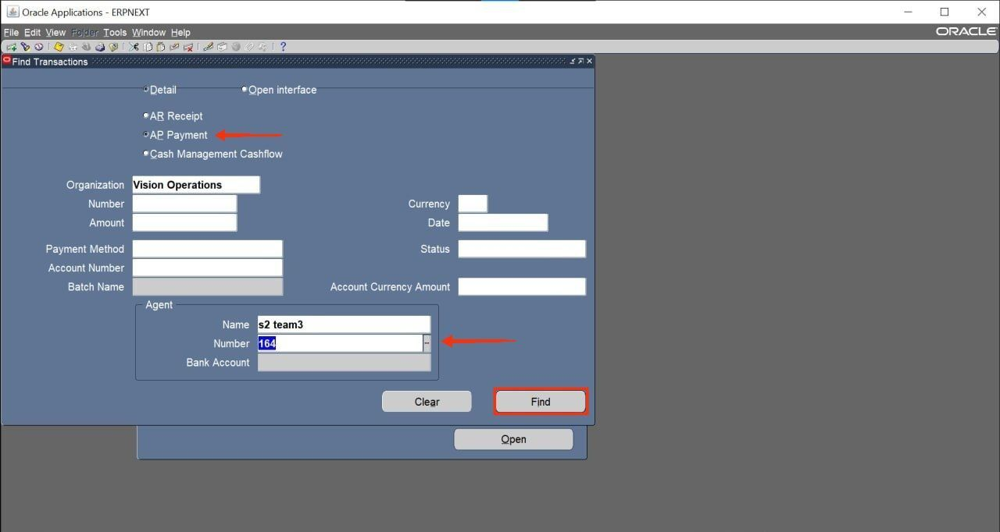 Oracle Applications - ERPNEXT
File Edit View Folder Tools Window Help
ORACLE
?
Find Transactions
Detail Open interface
AR Receipt
AP Payment
Cash Management Cashflow
Organization Vision Operations
Number Currency
Amount Date
Payment Method Status
Account Number
Batch Name Account Currency Amount
Agent
Name s2 team3
Number 164 ...
Bank Account
Clear Find
Open